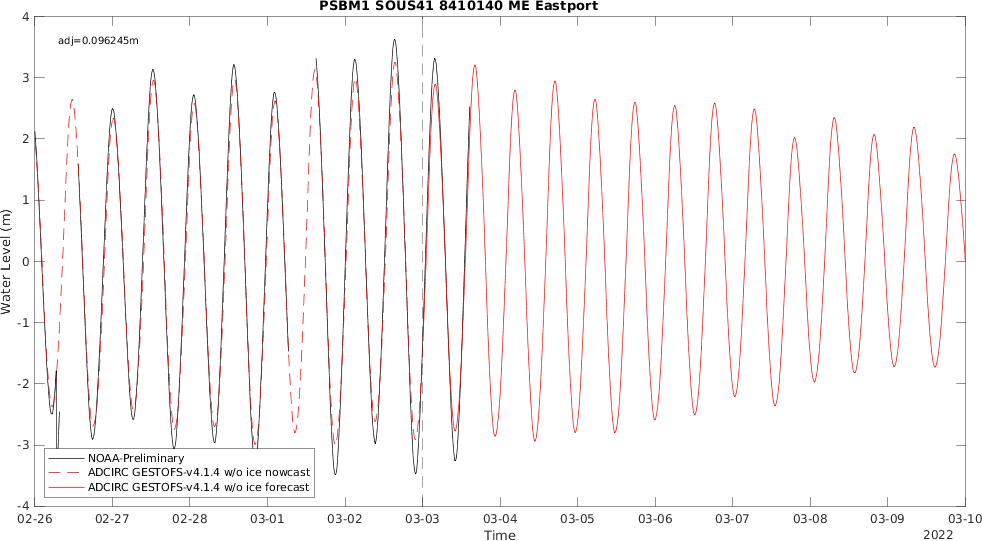 PSBM1 SOUS41 8410140 ME Eastport
adj=0.096245m
Water Level (m)
4
3
2
1
0
-1
-2
-3
-4
NOAA-Preliminary
ADCIRC GESTOFS-v4.1.4 w/o ice nowcast
ADCIRC GESTOFS-v4.1.4 w/o ice forecast
02-26 02-27 02-28 03-01 03-02 03-03 03-04 03-05 03-06 03-07 03-08 03-09 03-10
Time
2022